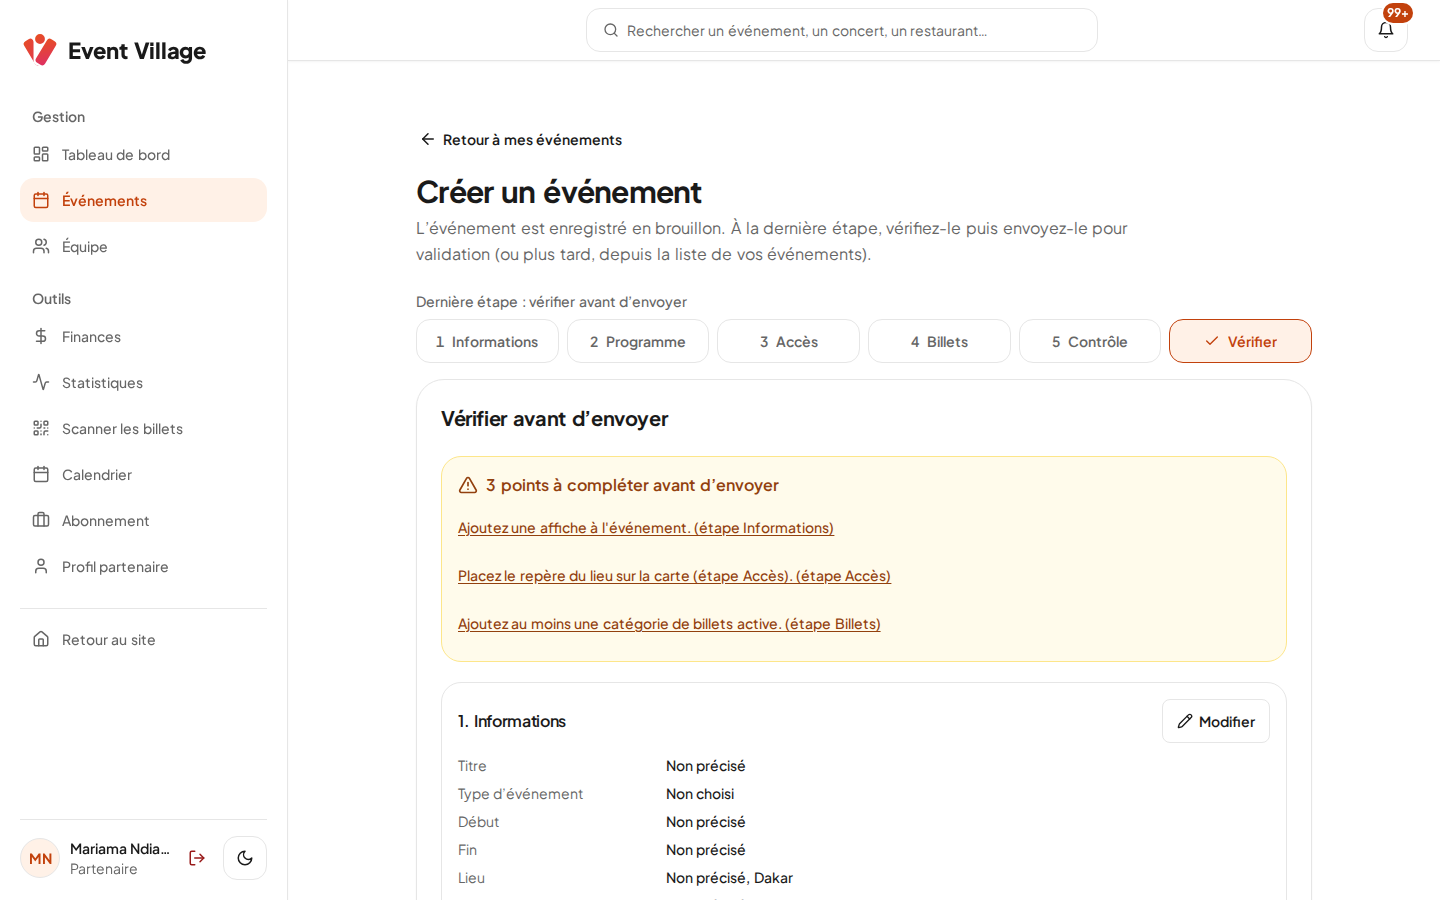 Event Village
Rechercher un événement, un concert, un restaurant…
99+
Gestion
Tableau de bord
Événements
Équipe
Outils
Finances
Statistiques
Scanner les billets
Calendrier
Abonnement
Profil partenaire
Retour au site
MN
Mariama Ndia…
Partenaire
Retour à mes événements
Créer un événement
L’événement est enregistré en brouillon. À la dernière étape, vérifiez-le puis envoyez-le pour
validation (ou plus tard, depuis la liste de vos événements).
Dernière étape : vérifier avant d’envoyer
1 Informations
2 Programme
3 Accès
4 Billets
5 Contrôle
Vérifier
Vérifier avant d’envoyer
3 points à compléter avant d’envoyer
Ajoutez une affiche à l'événement. (étape Informations)
Placez le repère du lieu sur la carte (étape Accès). (étape Accès)
Ajoutez au moins une catégorie de billets active. (étape Billets)
1. Informations
Modifier
Titre Non précisé
Type d’événement Non choisi
Début Non précisé
Fin Non précisé
Lieu Non précisé, Dakar